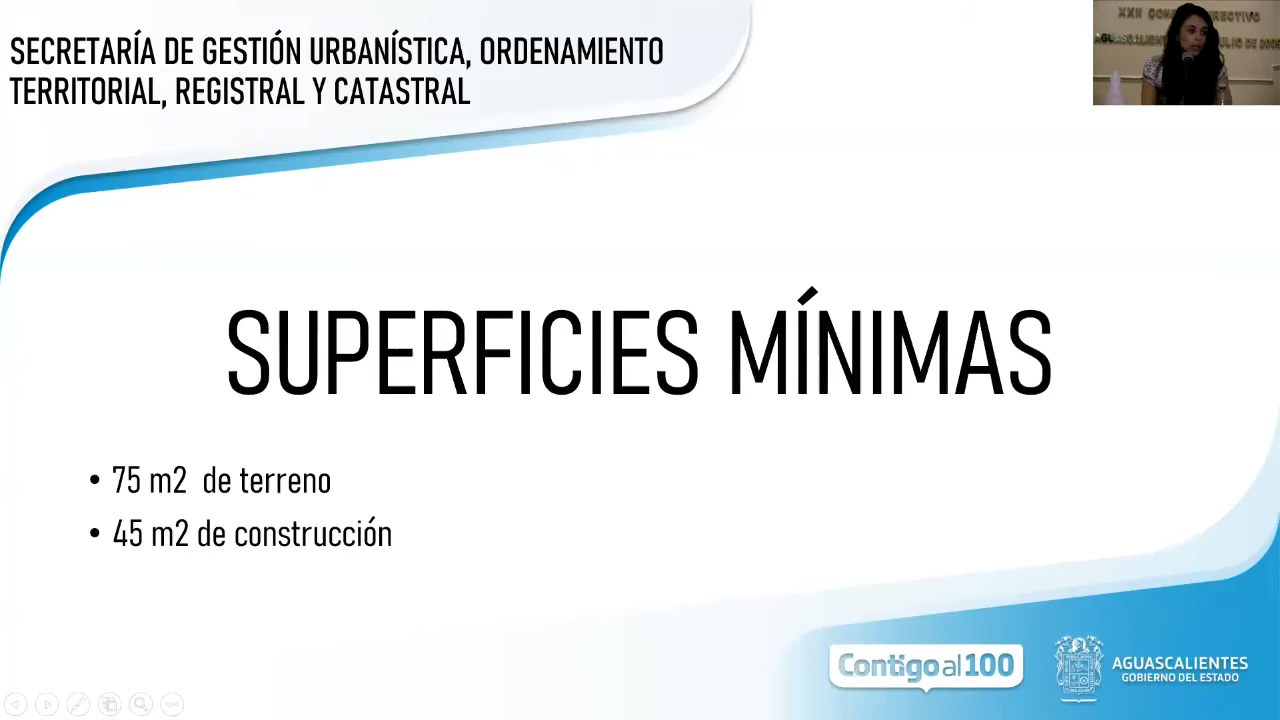 SECRETARÍA DE GESTIÓN URBANÍSTICA, ORDENAMIENTO
TERRITORIAL, REGISTRAL Y CATASTRAL
SUPERFICIES MÍNIMAS
• 75 m2  de terreno
• 45 m2 de construcción
Contigo al 100
AGUASCALIENTES
GOBIERNO DEL ESTADO